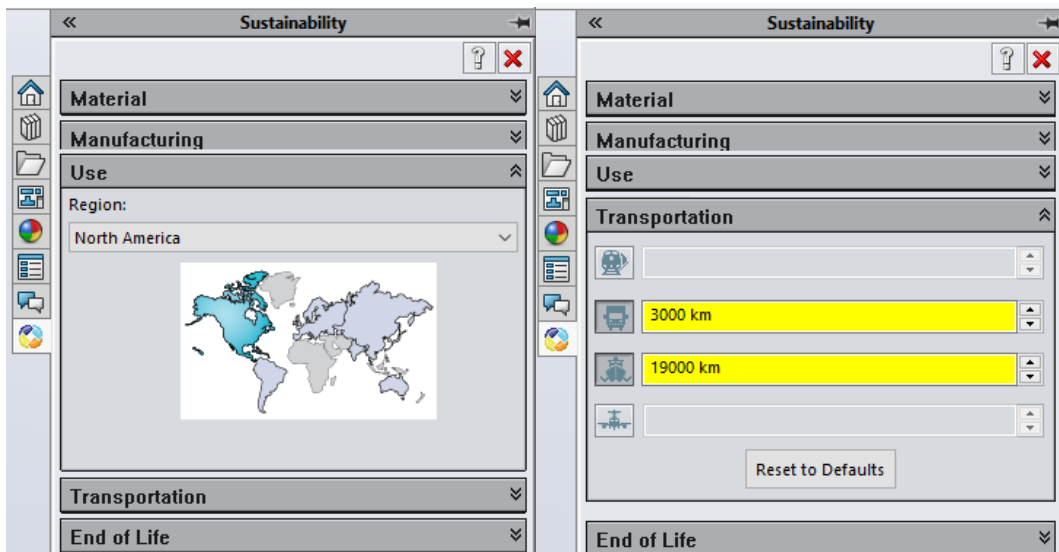 Sustainability
Material
Manufacturing
Use
Region:
North America
Transportation
End of Life
Sustainability
Material
Manufacturing
Use
Transportation
3000 km
19000 km
Reset to Defaults
End of Life